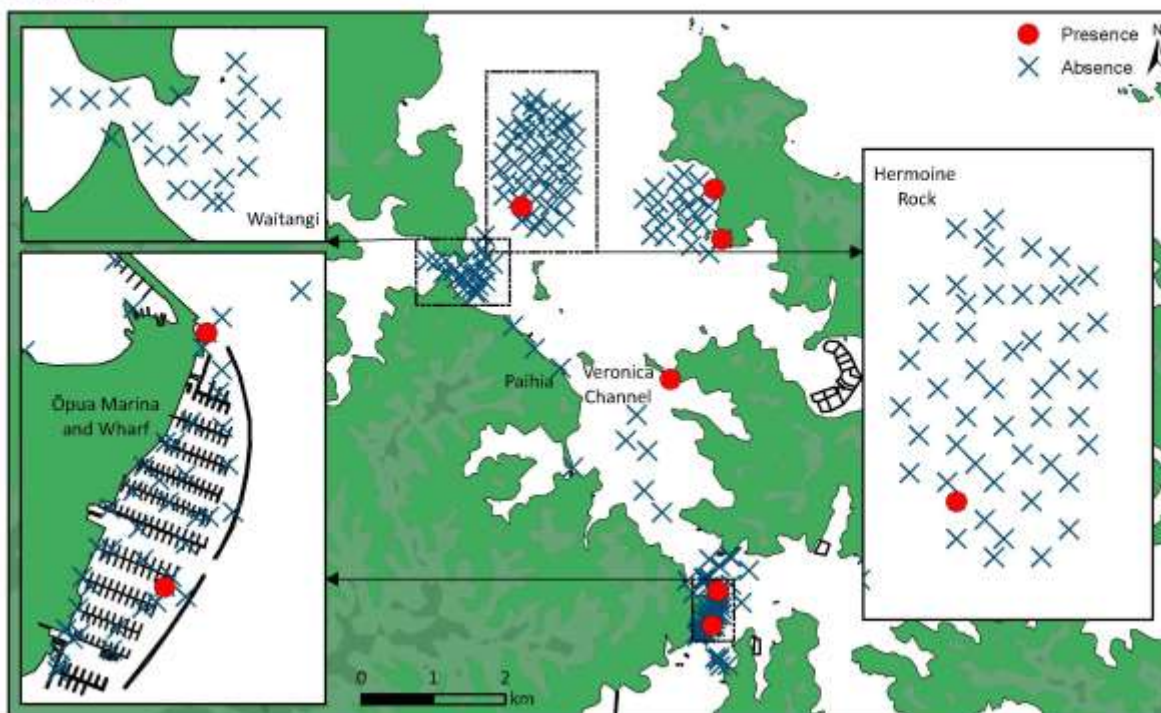 Presence
Absence
N
Waitangi
Hermoine
Rock
Ōpua Marina
and Wharf
Paihia
Veronica
Channel
0 1 2
km